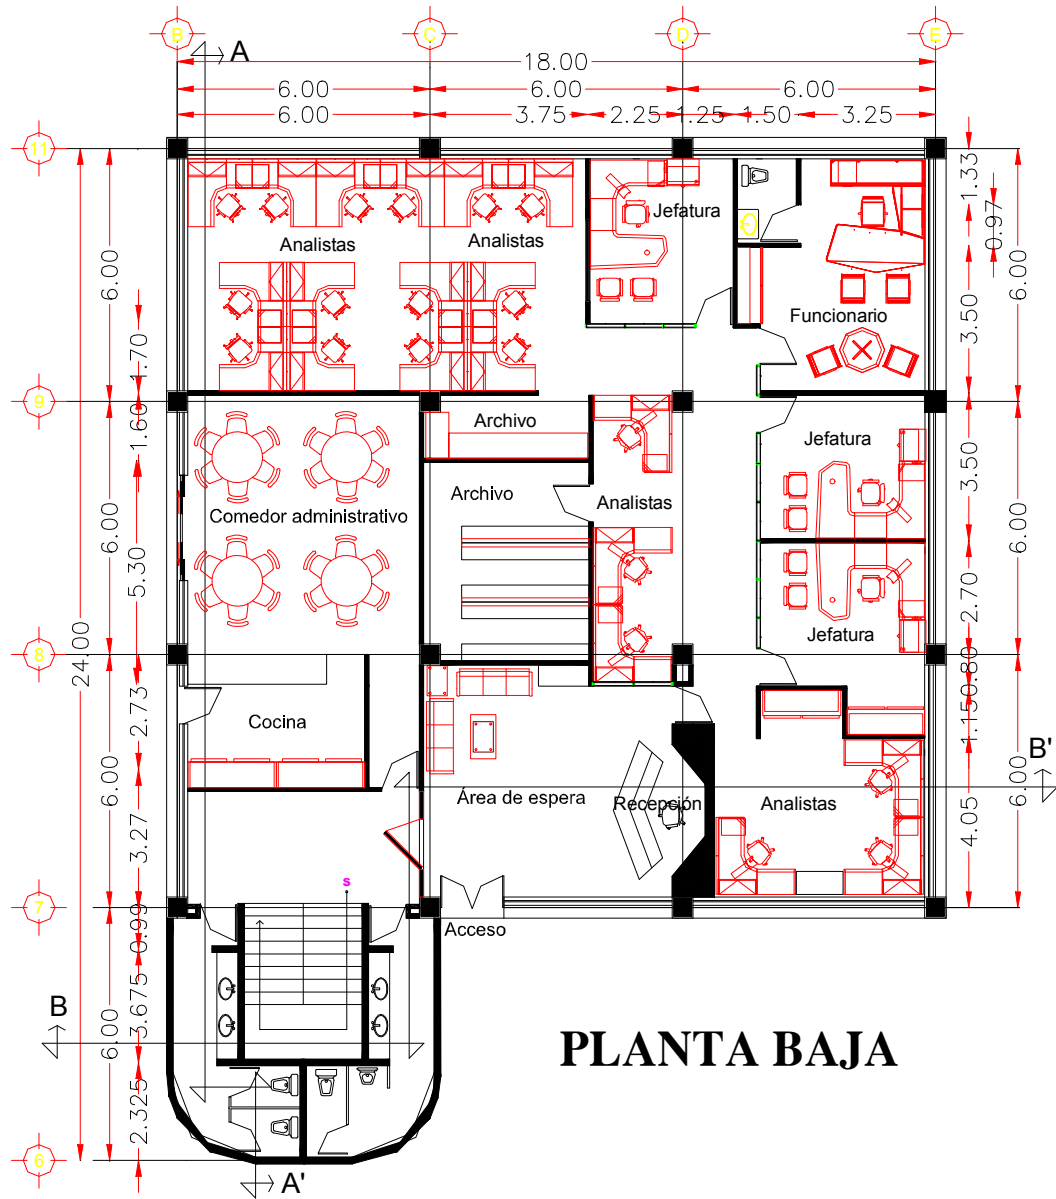 B
C
D
E
A
18.00
6.00
6.00
6.00
6.00
3.75
2.25
1.25
1.50
3.25
11
9
8
7
6
6.00
1.70
1.60
6.00
5.30
24.00
2.73
6.00
3.27
0.99
3.675
6.00
2.325
1.33
0.97
6.00
3.50
3.50
6.00
2.70
0.80
1.15
6.00
4.05
Analistas
Analistas
Jefatura
Funcionario
Archivo
Jefatura
Archivo
Analistas
Comedor administrativo
Jefatura
Cocina
Área de espera
Recepción
Analistas
B'
s
Acceso
B
PLANTA BAJA
A'